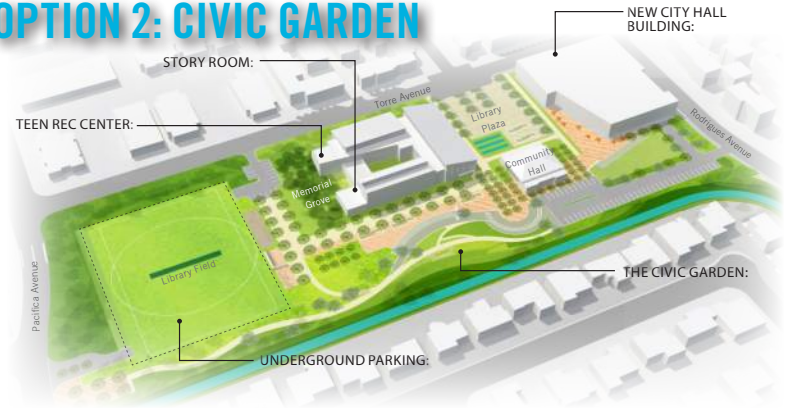 OPTION 2: CIVIC GARDEN
NEW CITY HALL
BUILDING:
STORY ROOM:
TEEN REC CENTER:
Torre Avenue
Library
Plaza
Rodrigues Avenue
Community
Hall
Memorial
Grove
Library Field
Pacifica Avenue
THE CIVIC GARDEN:
UNDERGROUND PARKING: